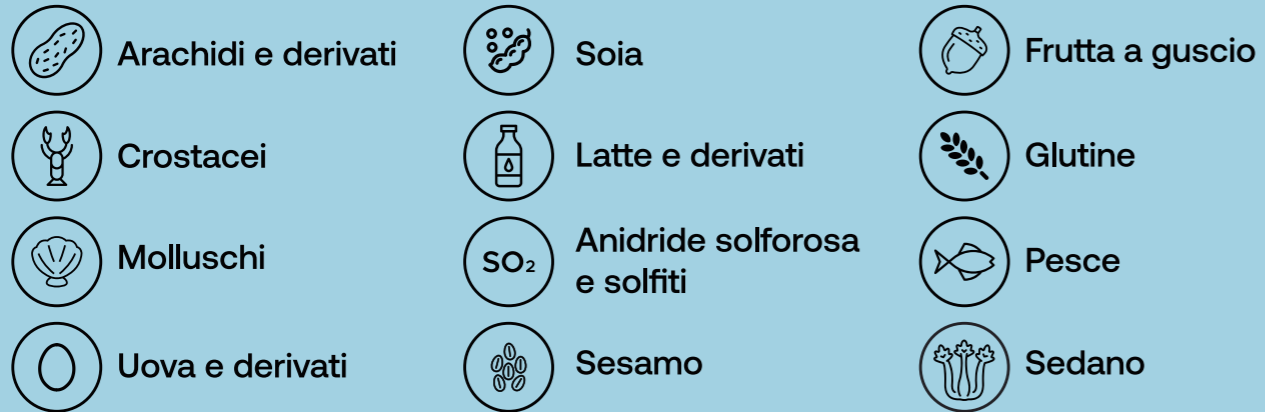 Arachidi e derivati
Soia
Frutta a guscio
Crostacei
Latte e derivati
Glutine
Molluschi
SO₂
Anidride solforosa
e solfiti
Pesce
Uova e derivati
Sesamo
Sedano